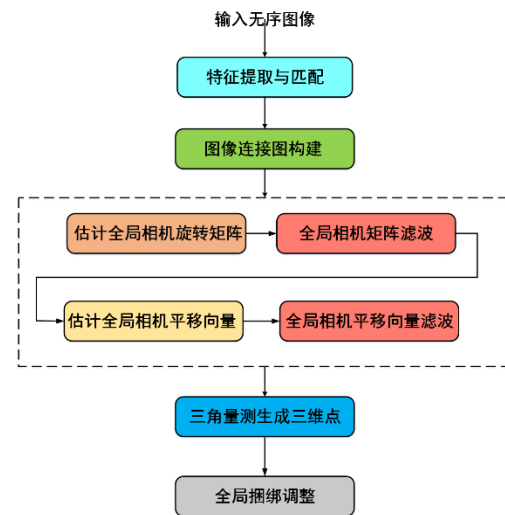 输入无序图像
特征提取与匹配
图像连接图构建
估计全局相机旋转矩阵
全局相机矩阵滤波
估计全局相机平移向量
全局相机平移向量滤波
三角量测生成三维点
全局捆绑调整